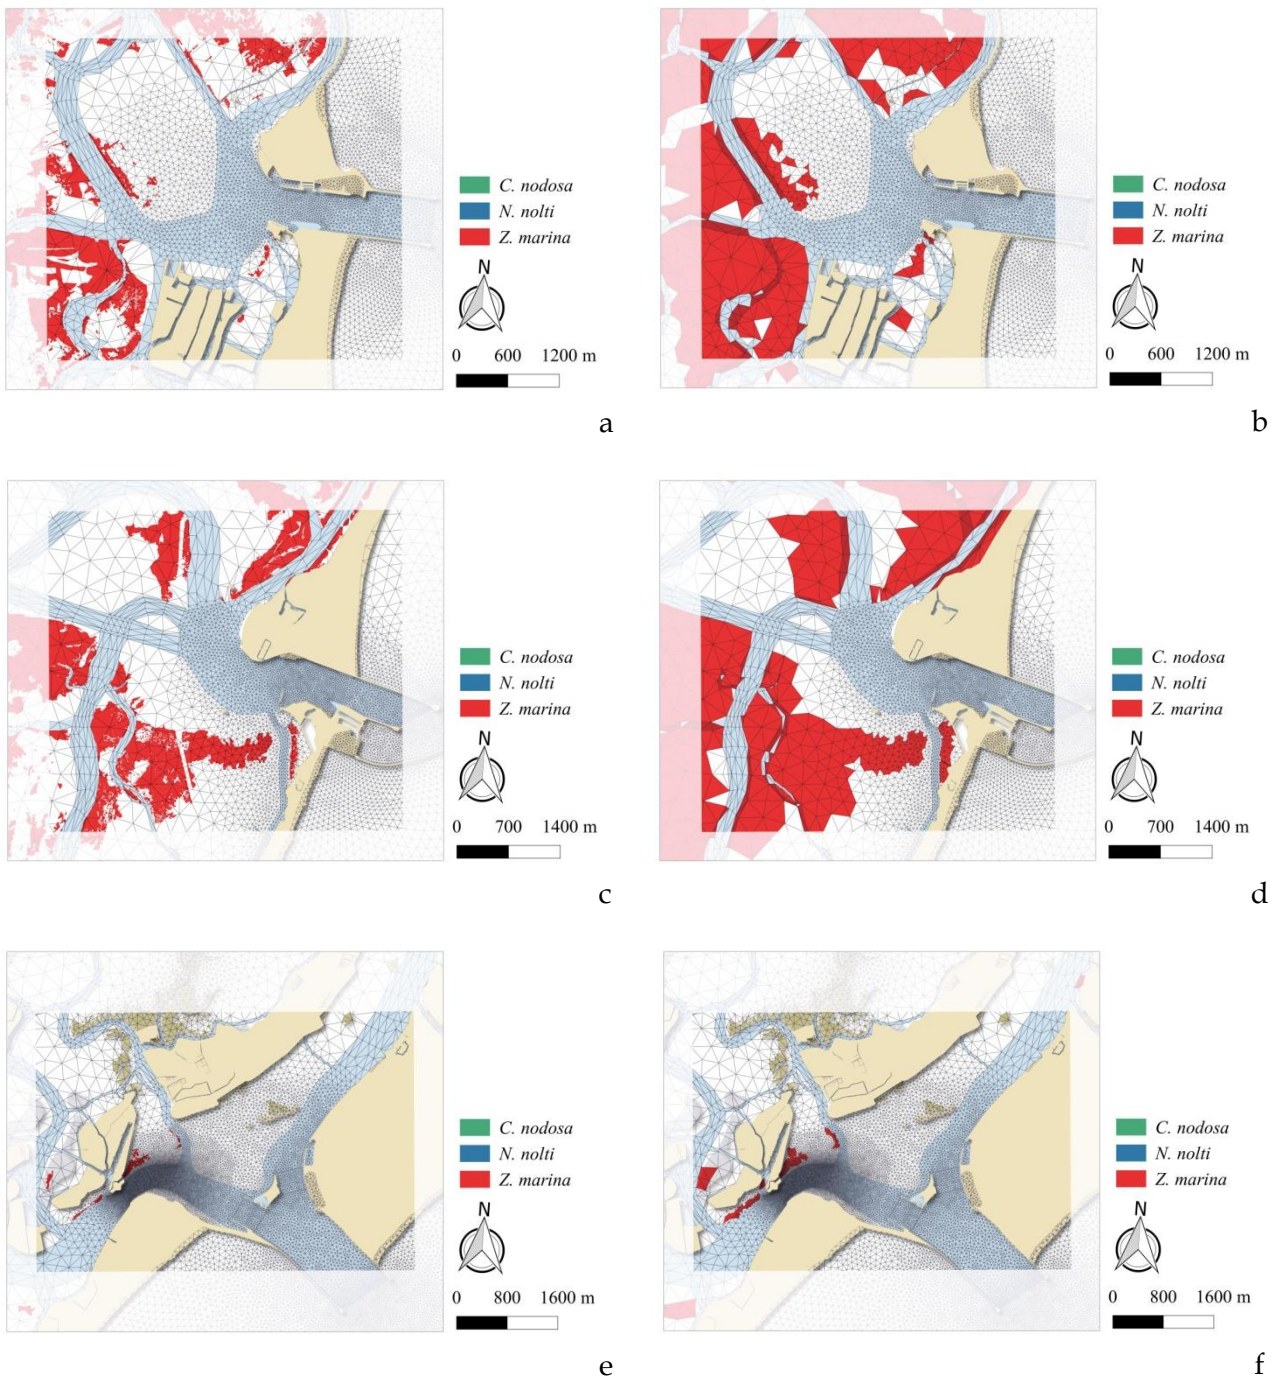 C. nodosa
N. nolti
Z. marina
N
0 600 1200 m
a
C. nodosa
N. nolti
Z. marina
N
0 600 1200 m
b
C. nodosa
N. nolti
Z. marina
N
0 700 1400 m
c
C. nodosa
N. nolti
Z. marina
N
0 700 1400 m
d
C. nodosa
N. nolti
Z. marina
N
0 800 1600 m
e
C. nodosa
N. nolti
Z. marina
N
0 800 1600 m
f